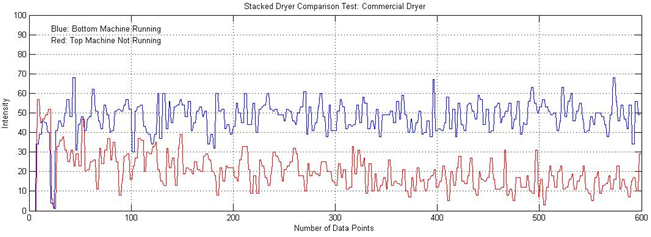 Stacked Dryer Comparison Test: Commercial Dryer
Blue: Bottom Machine Running
Red: Top Machine Not Running
Intensity
100
90
80
70
60
50
40
30
20
10
0
0 100 200 300 400 500 600
Number of Data Points